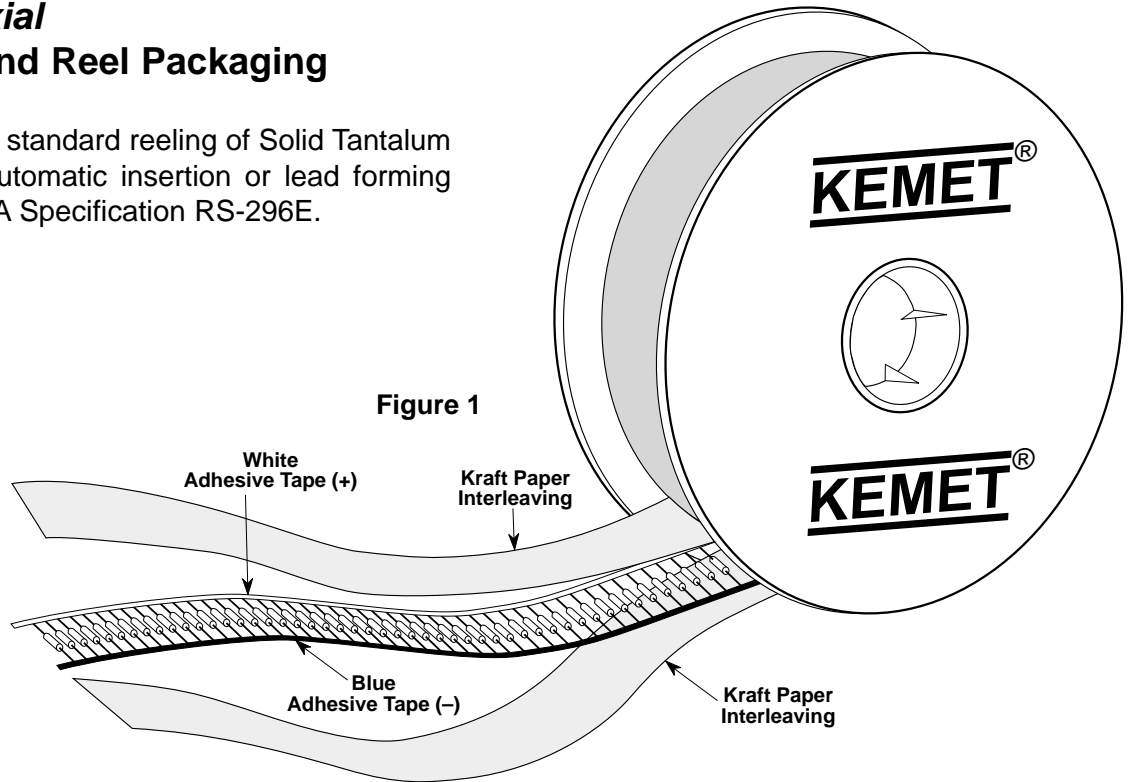 xial
nd Reel Packaging
standard reeling of Solid Tantalum
utomatic insertion or lead forming
A Specification RS-296E.
KEMET®
Figure 1
White
Adhesive Tape (+)
Kraft Paper
Interleaving
KEMET®
Blue
Adhesive Tape (–)
Kraft Paper
Interleaving